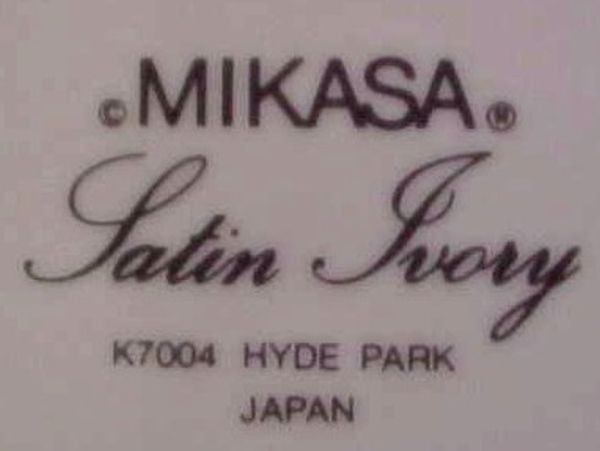 © MIKASA ®
Satin Ivory
K7004 HYDE PARK
JAPAN